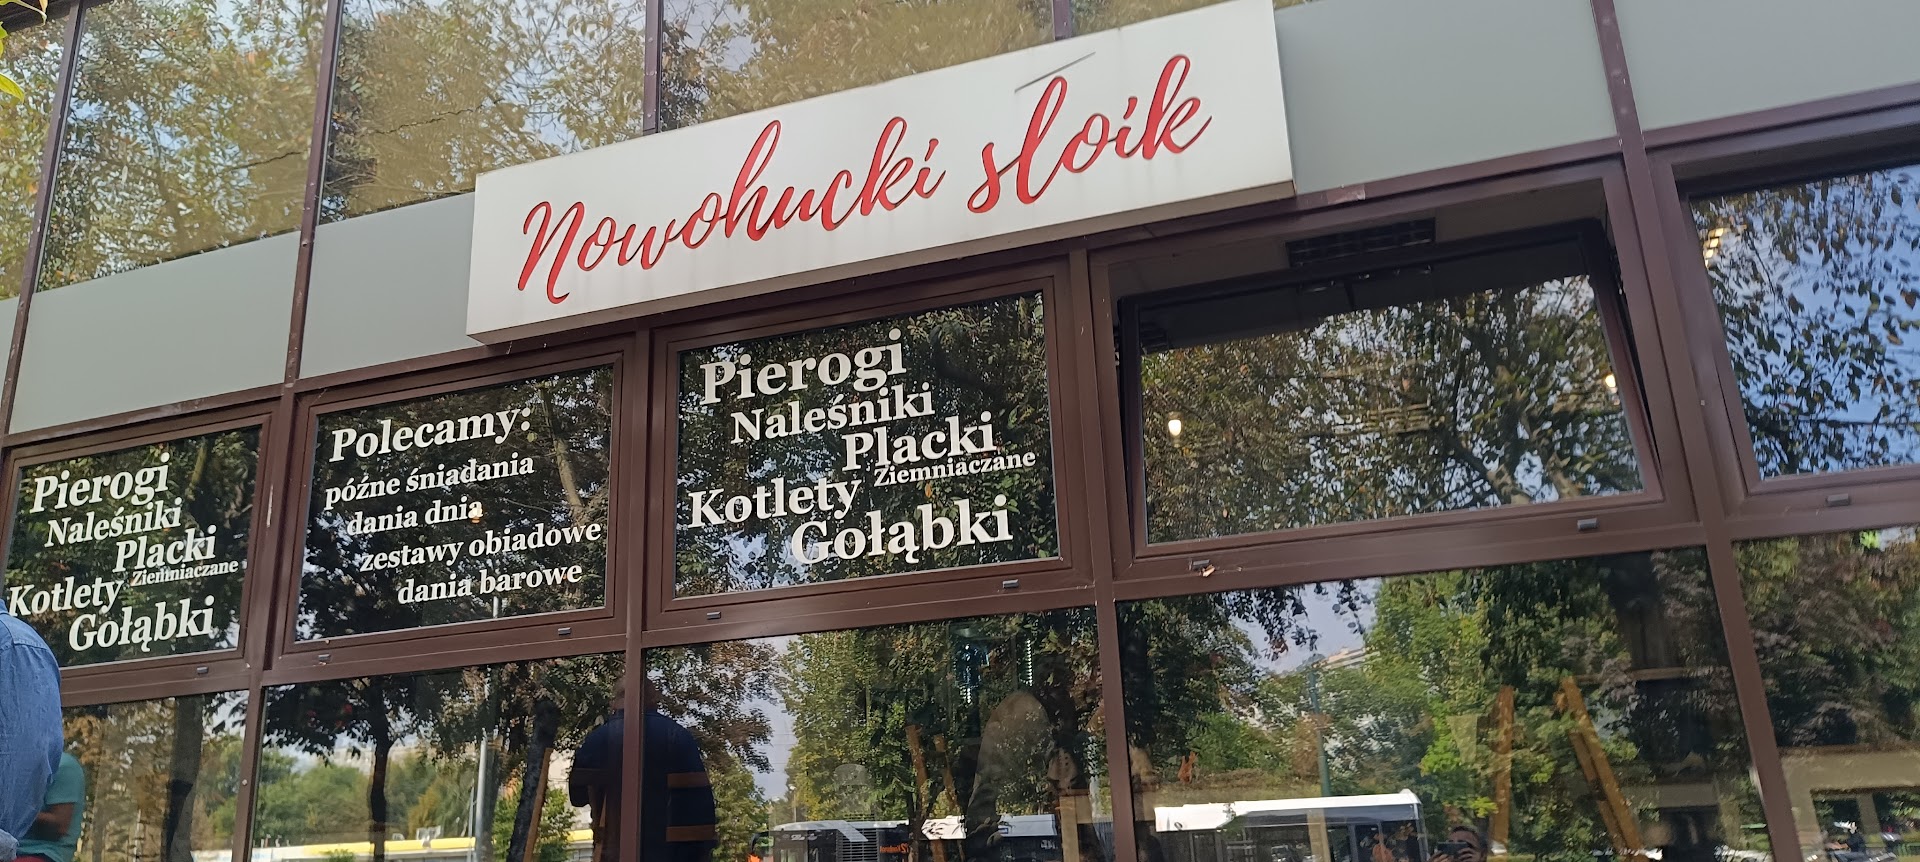 Nowohucki słoik
Pierogi
Naleśniki
Placki
Ziemniaczane
Kotlety
Gołąbki
Polecamy:
późne śniadania
dania dnia
zestawy obiadowe
dania barowe
Pierogi
Naleśniki
Placki
Ziemniaczane
Kotlety
Gołąbki